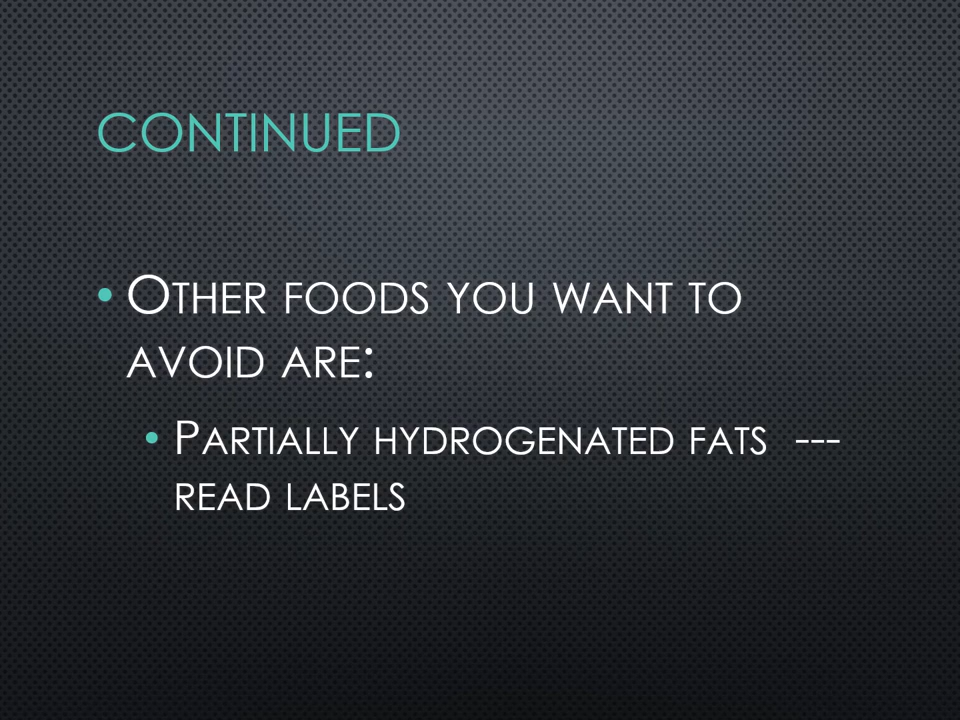 CONTINUED
• OTHER FOODS YOU WANT TO
AVOID ARE:
• PARTIALLY HYDROGENATED FATS ---
READ LABELS